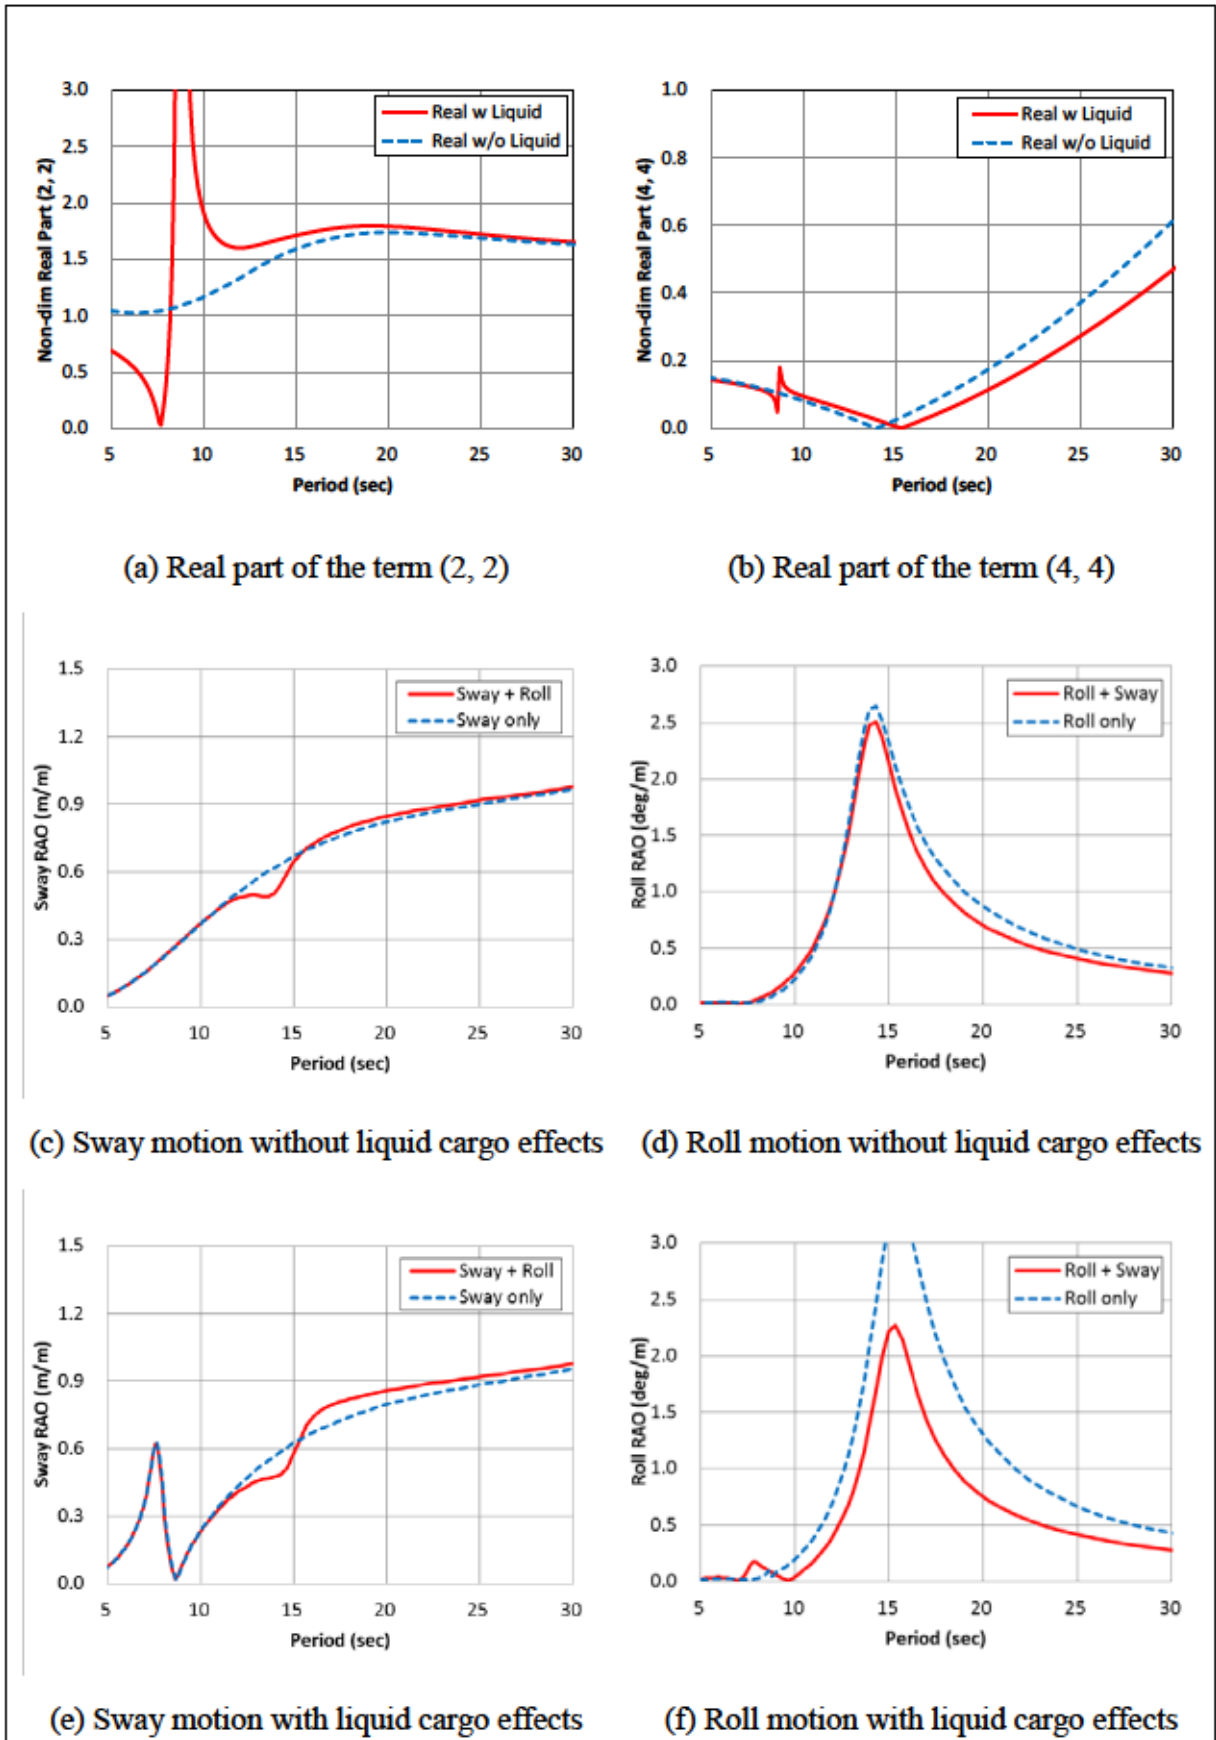 3.0
2.5
2.0
1.5
1.0
0.5
0.0
Non-dim Real Part (2, 2)
Real w Liquid
Real w/o Liquid
5 10 15 20 25 30
Period (sec)
1.0
0.8
0.6
0.4
0.2
0.0
Non-dim Real Part (4, 4)
Real w Liquid
Real w/o Liquid
5 10 15 20 25 30
Period (sec)
(a) Real part of the term (2, 2)
(b) Real part of the term (4, 4)
1.5
1.2
0.9
0.6
0.3
0.0
Sway RAO (m/m)
Sway + Roll
Sway only
5 10 15 20 25 30
Period (sec)
3.0
2.5
2.0
1.5
1.0
0.5
0.0
Roll RAO (deg/m)
Roll + Sway
Roll only
5 10 15 20 25 30
Period (sec)
(c) Sway motion without liquid cargo effects
(d) Roll motion without liquid cargo effects
1.5
1.2
0.9
0.6
0.3
0.0
Sway RAO (m/m)
Sway + Roll
Sway only
5 10 15 20 25 30
Period (sec)
3.0
2.5
2.0
1.5
1.0
0.5
0.0
Roll RAO (deg/m)
Roll + Sway
Roll only
5 10 15 20 25 30
Period (sec)
(e) Sway motion with liquid cargo effects
(f) Roll motion with liquid cargo effects